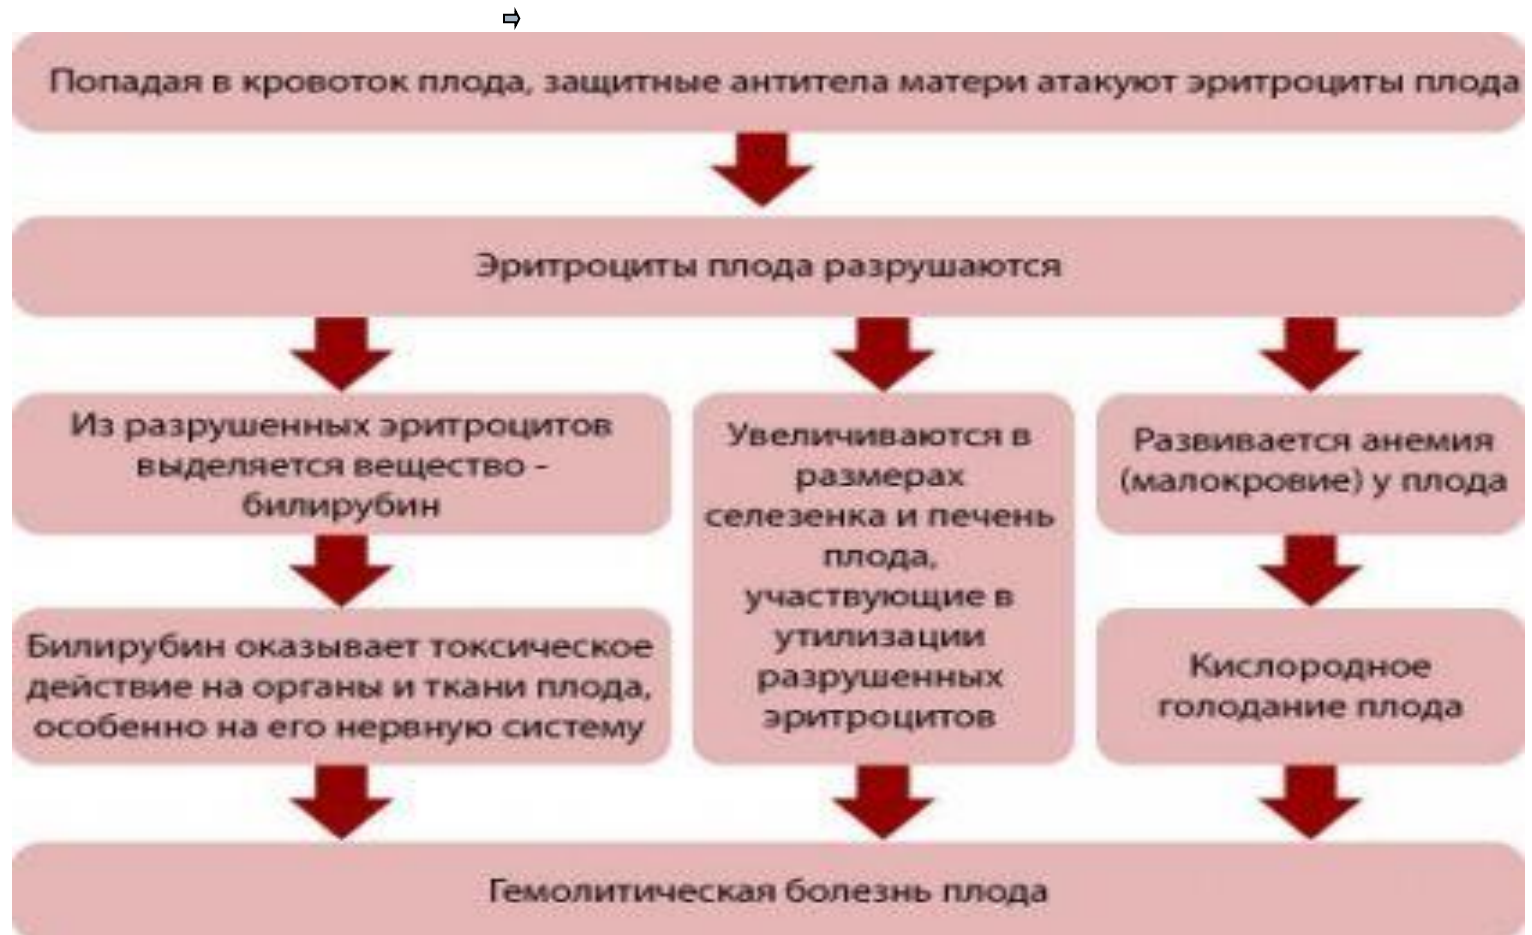 Попадая в кровоток плода, защитные антитела матери атакуют эритроциты плода
Эритроциты плода разрушаются
Из разрушенных эритроцитов
выделяется вещество -
билирубин
Билирубин оказывает токсическое
действие на органы и ткани плода,
особенно на его нервную систему
Увеличиваются в
размерах
селезенка и печень
плода,
участвующие в
утилизации
разрушенных
эритроцитов
Развивается анемия
(малокровие) у плода
Кислородное
голодание плода
Гемолитическая болезнь плода